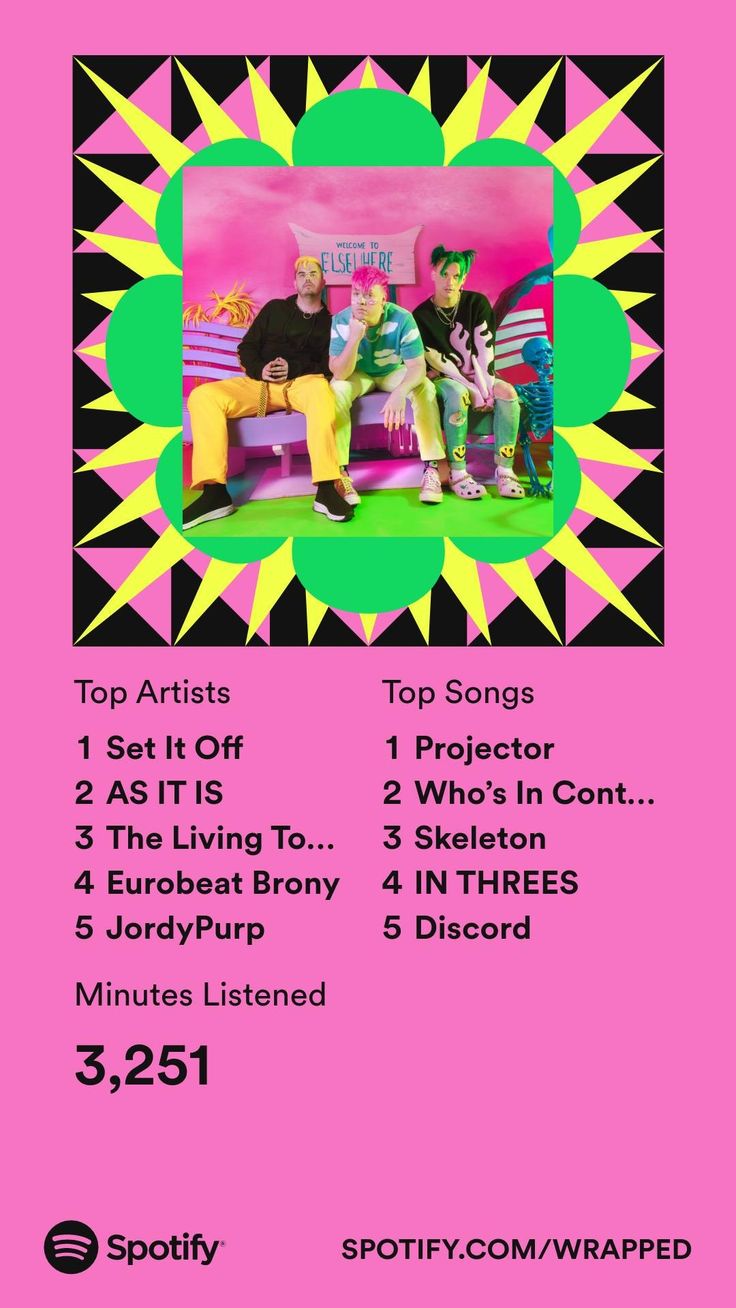 WELCOME TO
ELSEWHERE
Top Artists
1 Set It Off
2 AS IT IS
3 The Living To...
4 Eurobeat Brony
5 JordyPurp
Top Songs
1 Projector
2 Who's In Cont...
3 Skeleton
4 IN THREES
5 Discord
Minutes Listened
3,251
Spotify®
SPOTIFY.COM/WRAPPED